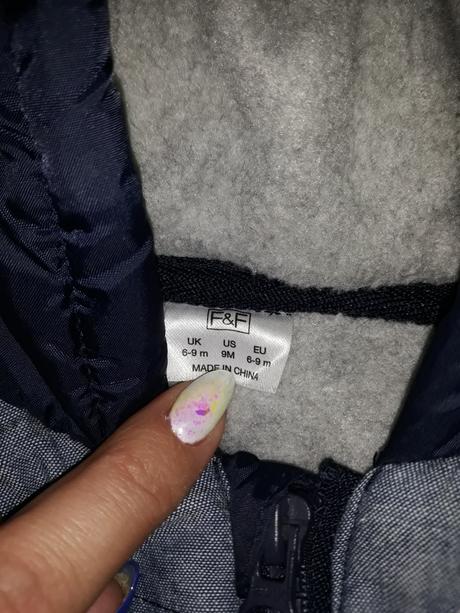 F&F
UK US EU
6-9 m 9M 6-9 m
MADE IN CHINA